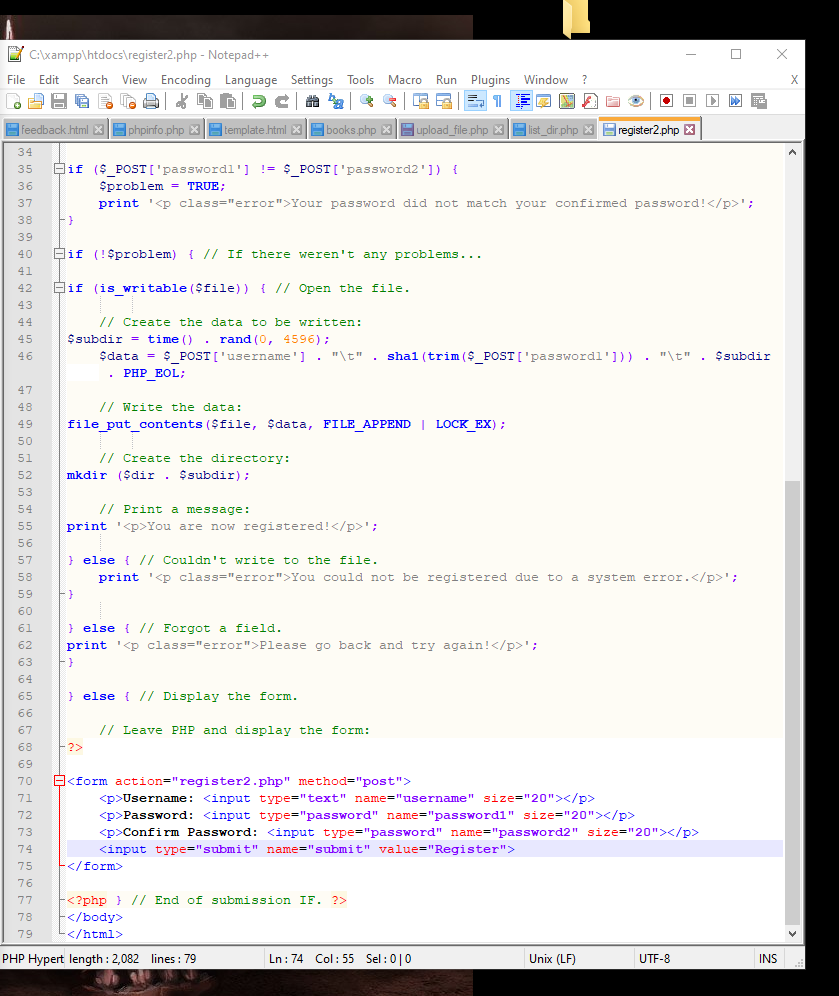 C:\xampp\htdocs\register2.php - Notepad++
File Edit Search View Encoding Language Settings Tools Macro Run Plugins Window ? X
feedback.html phpinfo.php template.html books.php upload_file.php list_dir.php register2.php
34
35 if ($_POST['password1'] != $_POST['password2']) {
36 $problem = TRUE;
37 print '<p class="error">Your password did not match your confirmed password!</p>';
38 }
39
40 if (!$problem) { // If there weren't any problems...
41
42 if (is_writable($file)) { // Open the file.
43
44 // Create the data to be written:
45 $subdir = time() . rand(0, 4596);
46 $data = $_POST['username'] . "\t" . sha1(trim($_POST['password1'])) . "\t" . $subdir
. PHP_EOL;
47
48 // Write the data:
49 file_put_contents($file, $data, FILE_APPEND | LOCK_EX);
50
51 // Create the directory:
52 mkdir ($dir . $subdir);
53
54 // Print a message:
55 print '<p>You are now registered!</p>';
56
57 } else { // Couldn't write to the file.
58 print '<p class="error">You could not be registered due to a system error.</p>';
59 }
60
61 } else { // Forgot a field.
62 print '<p class="error">Please go back and try again!</p>';
63 }
64
65 } else { // Display the form.
66
67 // Leave PHP and display the form:
68 ?>
69
70 <form action="register2.php" method="post">
71 <p>Username: <input type="text" name="username" size="20"></p>
72 <p>Password: <input type="password" name="password1" size="20"></p>
73 <p>Confirm Password: <input type="password" name="password2" size="20"></p>
74 <input type="submit" name="submit" value="Register">
75 </form>
76
77 <?php } // End of submission IF. ?>
78 </body>
79 </html>
PHP Hypert length : 2,082 lines : 79 Ln : 74 Col : 55 Sel : 0 | 0 Unix (LF) UTF-8 INS